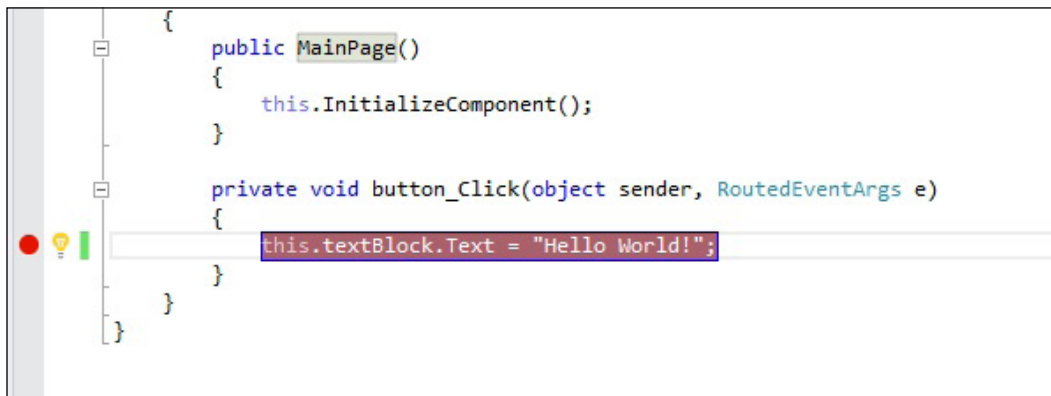 {
public MainPage()
{
this.InitializeComponent();
}
private void button_Click(object sender, RoutedEventArgs e)
{
this.textBlock.Text = "Hello World!";
}
}
}